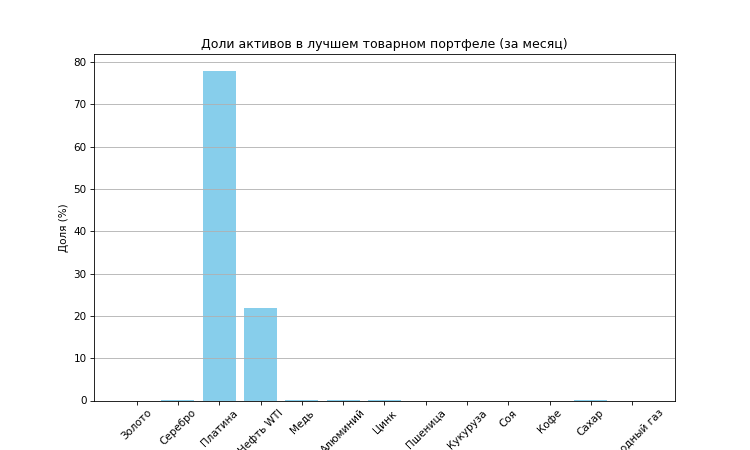 Доли активов в лучшем товарном портфеле (за месяц)
Доля (%)
80
70
60
50
40
30
20
10
0
Золото
Серебро
Платина
Нефть WTI
Медь
Алюминий
Цинк
Пшеница
Кукуруза
Соя
Кофе
Сахар
газ